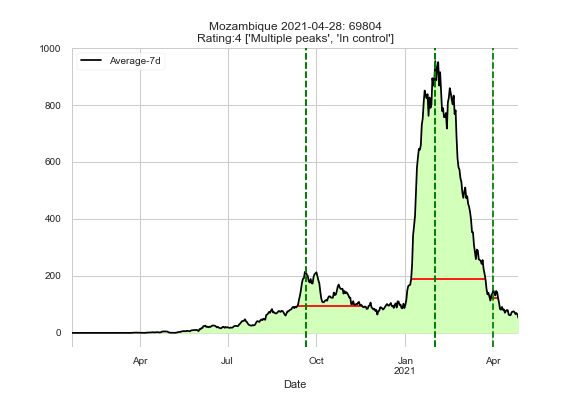 Mozambique 2021-04-28: 69804
Rating:4 ['Multiple peaks', 'In control']
Average-7d
1000
800
600
400
200
0
Apr
Jul
Oct
Jan
2021
Apr
Date